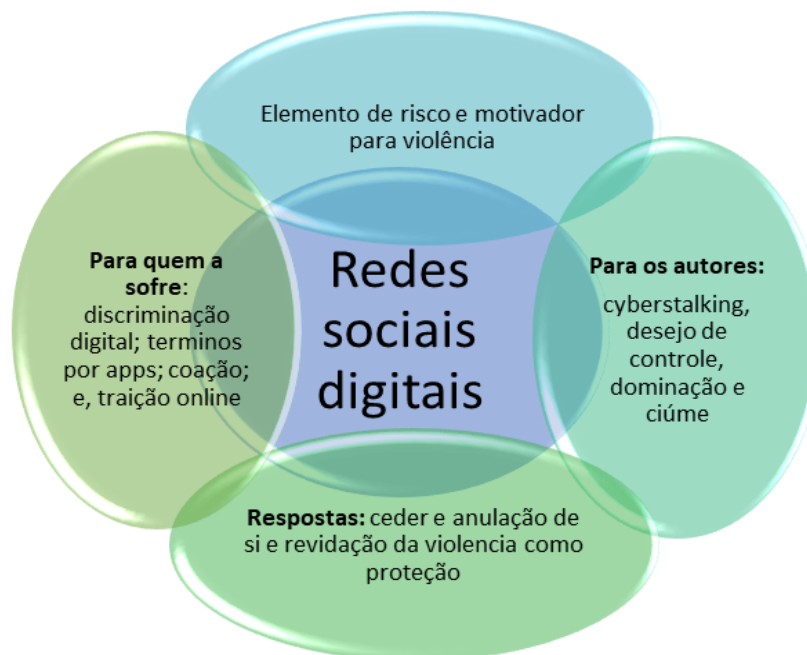 Elemento de risco e motivador
para violência
Para quem a
sofre:
discriminação
digital; terminos
por apps; coação;
e, traição online
Redes
sociais
digitais
Para os autores:
cyberstalking,
desejo de
controle,
dominação e
ciúme
Respostas: ceder e anulação de
si e revidação da violencia como
proteção